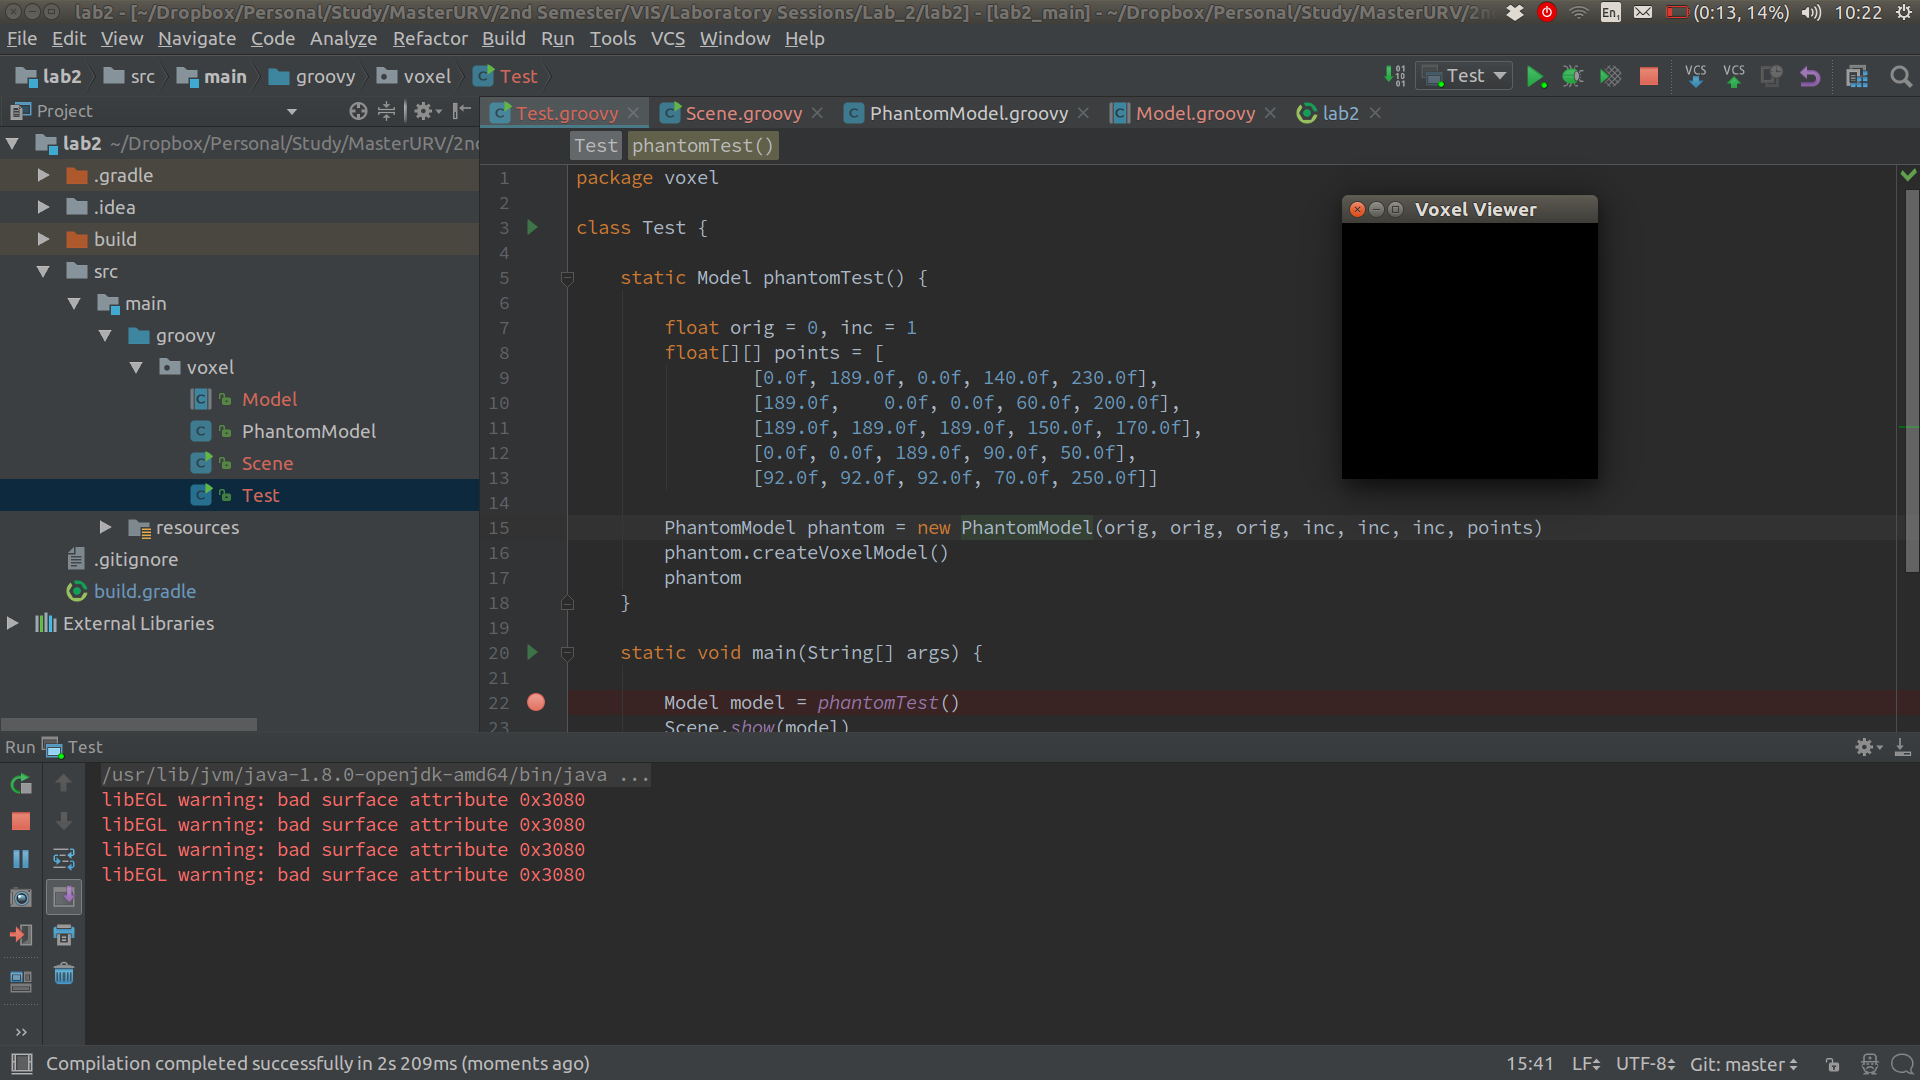 lab2 - [~/Dropbox/Personal/Study/MasterURV/2nd Semester/VIS/Laboratory Sessions/Lab_2/lab2] - [lab2_main] - ~/Dropbox/Personal/Study/MasterURV/2n
En1 (0:13, 14%) 10:22
File Edit View Navigate Code Analyze Refactor Build Run Tools VCS Window Help
lab2 src main groovy voxel Test
Test VCS VCS
Project
Test.groovy Scene.groovy PhantomModel.groovy Model.groovy lab2
lab2 ~/Dropbox/Personal/Study/MasterURV/2nd
.gradle
.idea
build
src
main
groovy
voxel
Model
PhantomModel
Scene
Test
resources
.gitignore
build.gradle
External Libraries
Test phantomTest()
1 package voxel
2
3 class Test {
4
5 static Model phantomTest() {
6
7 float orig = 0, inc = 1
8 float[][] points = [
9 [0.0f, 189.0f, 0.0f, 140.0f, 230.0f],
10 [189.0f, 0.0f, 0.0f, 60.0f, 200.0f],
11 [189.0f, 189.0f, 189.0f, 150.0f, 170.0f],
12 [0.0f, 0.0f, 189.0f, 90.0f, 50.0f],
13 [92.0f, 92.0f, 92.0f, 70.0f, 250.0f]]
14
15 PhantomModel phantom = new PhantomModel(orig, orig, orig, inc, inc, inc, points)
16 phantom.createVoxelModel()
17 phantom
18 }
19
20 static void main(String[] args) {
21
22 Model model = phantomTest()
23 Scene.show(model)
Voxel Viewer
Run Test
/usr/lib/jvm/java-1.8.0-openjdk-amd64/bin/java ...
libEGL warning: bad surface attribute 0x3080
libEGL warning: bad surface attribute 0x3080
libEGL warning: bad surface attribute 0x3080
libEGL warning: bad surface attribute 0x3080
Compilation completed successfully in 2s 209ms (moments ago)
15:41 LF UTF-8 Git: master